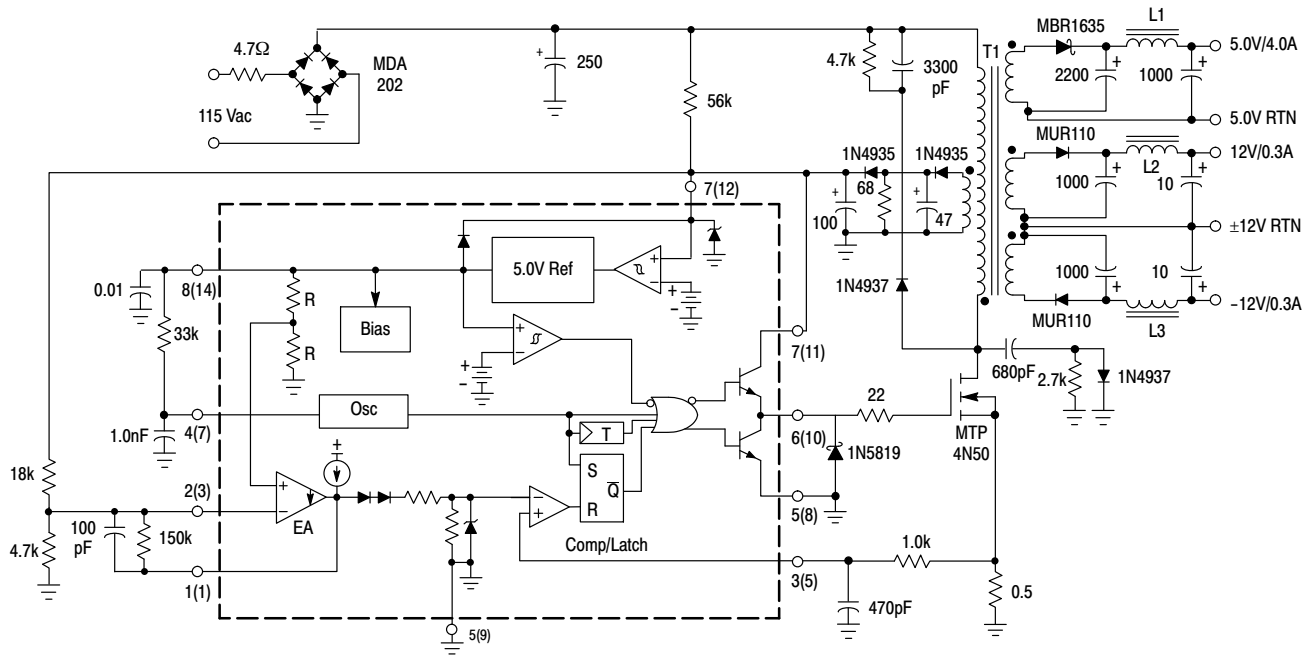 4.7Ω
MDA
202
115 Vac
+
250
56k
4.7k
3300
pF
T1
MBR1635
L1
+
2200
+
1000
5.0V/4.0A
5.0V RTN
MUR110
+
1000
L2
+
10
12V/0.3A
±12V RTN
1000
+
10
+
MUR110
L3
–12V/0.3A
1N4935
1N4935
+
100
68
+
47
7(12)
1N4937
0.01
8(14)
33k
R
R
Bias
5.0V Ref
+
–
+
–
+
–
+
–
7(11)
680pF
2.7k
1N4937
1.0nF
4(7)
Osc
T
S
R
Q
22
6(10)
1N5819
MTP
4N50
5(8)
18k
2(3)
+
–
EA
+
–
+
Comp/Latch
100
pF
150k
4.7k
1(1)
3(5)
1.0k
470pF
0.5
5(9)